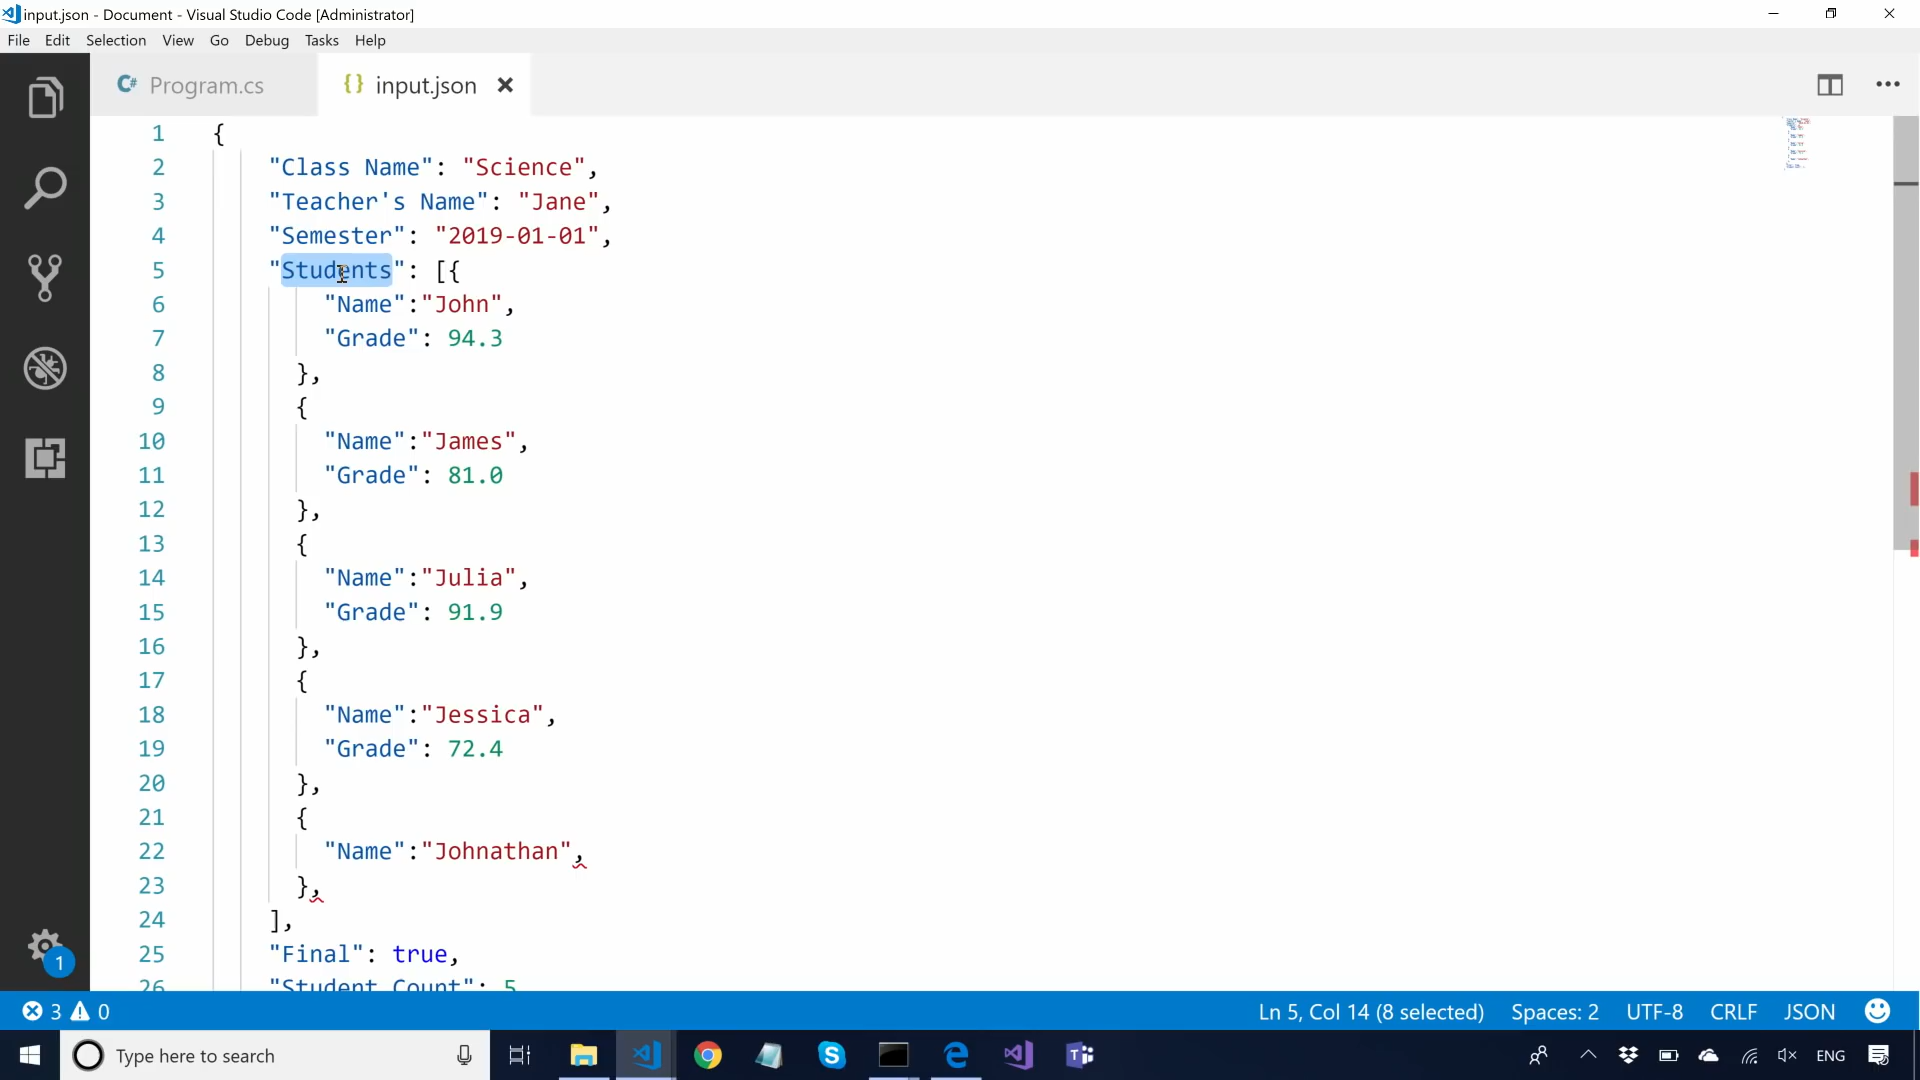 input.json - Document - Visual Studio Code [Administrator]
File Edit Selection View Go Debug Tasks Help
C# Program.cs {} input.json
1 {
2 "Class Name": "Science",
3 "Teacher's Name": "Jane",
4 "Semester": "2019-01-01",
5 "Students": [{
6 "Name":"John",
7 "Grade": 94.3
8 },
9 {
10 "Name":"James",
11 "Grade": 81.0
12 },
13 {
14 "Name":"Julia",
15 "Grade": 91.9
16 },
17 {
18 "Name":"Jessica",
19 "Grade": 72.4
20 },
21 {
22 "Name":"Johnathan",
23 },
24 ],
25 "Final": true,
26 "Student Count": 5
1
3 0 Ln 5, Col 14 (8 selected) Spaces: 2 UTF-8 CRLF JSON
Type here to search ENG